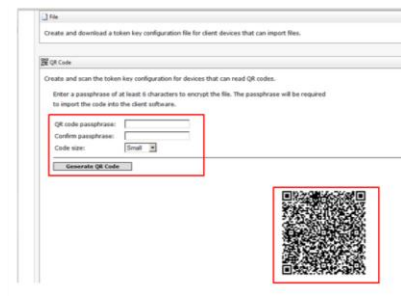 File
Create and download a token key configuration file for client devices that can import files.
QR Code
Create and scan the token key configuration for devices that can read QR codes.
Enter a passphrase of at least 6 characters to encrypt the file. The passphrase will be required
to import the code into the client software.
QR code passphrase:
Confirm passphrase:
Code size: Small
Generate QR Code